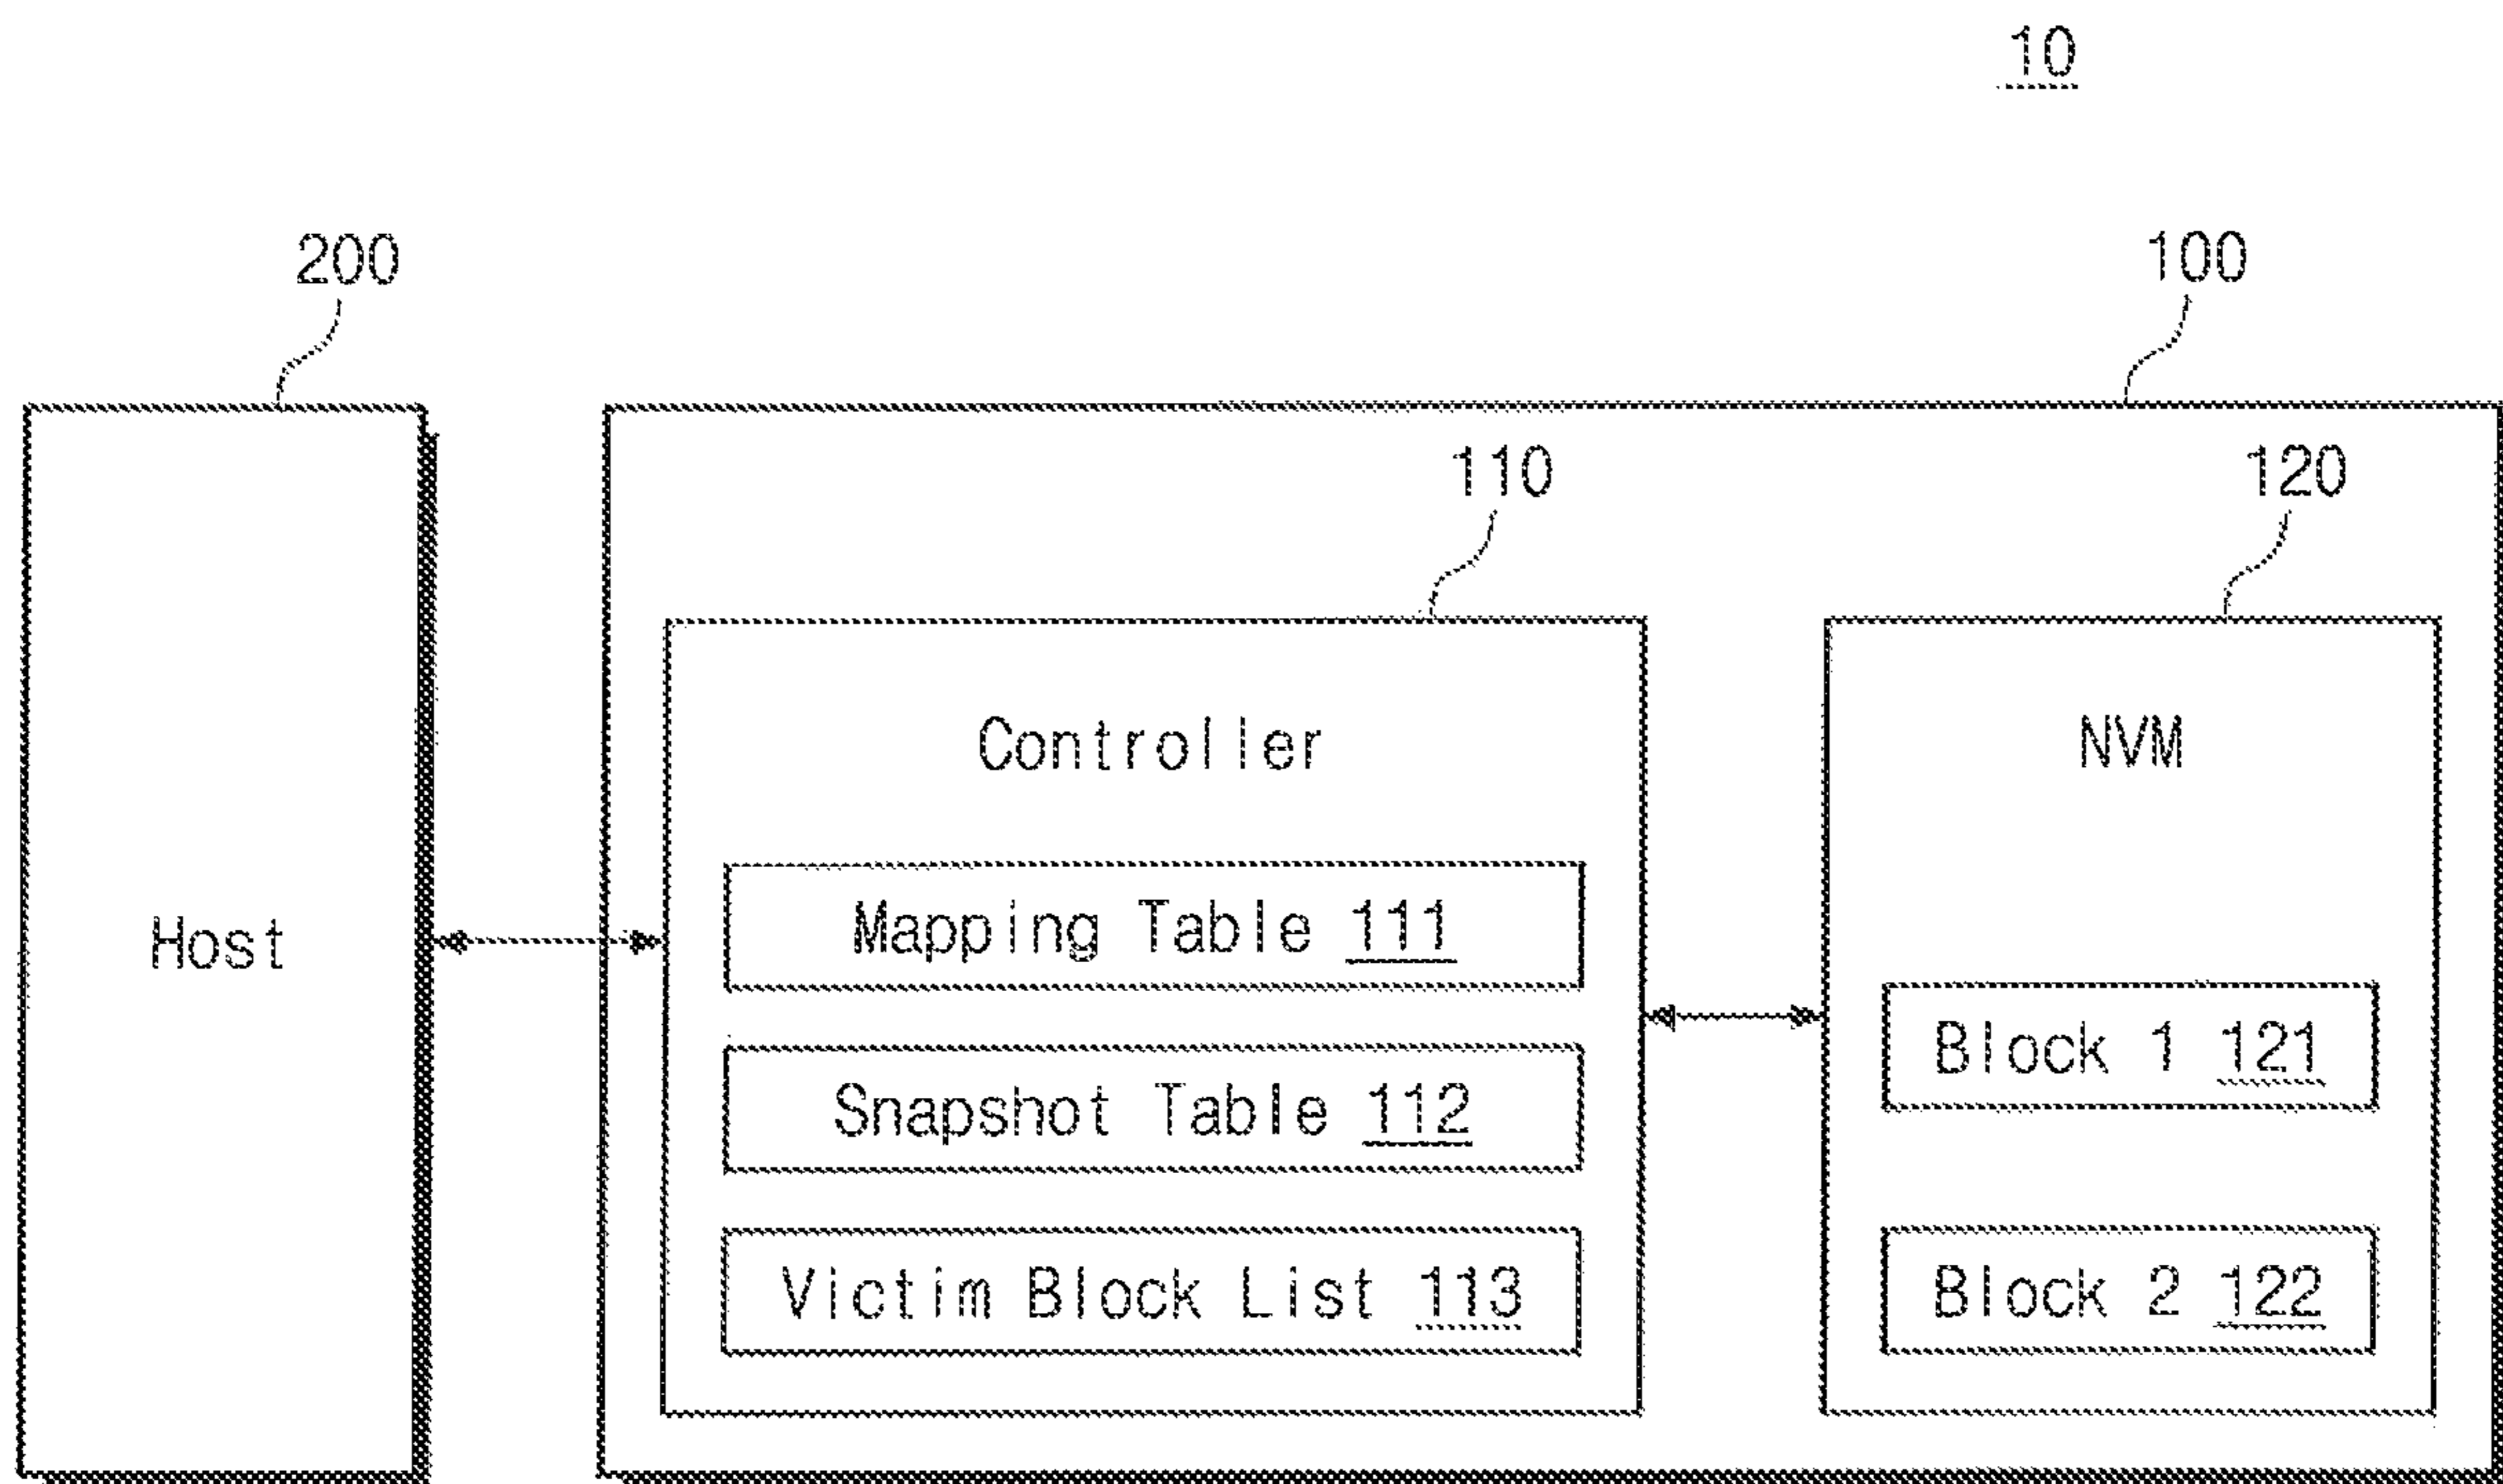 10
200
100
110
120
Controller
NVM
Mapping Table 111
Host
Block 1 121
Snapshot Table 112
Victim Block List 113
Block 2 122